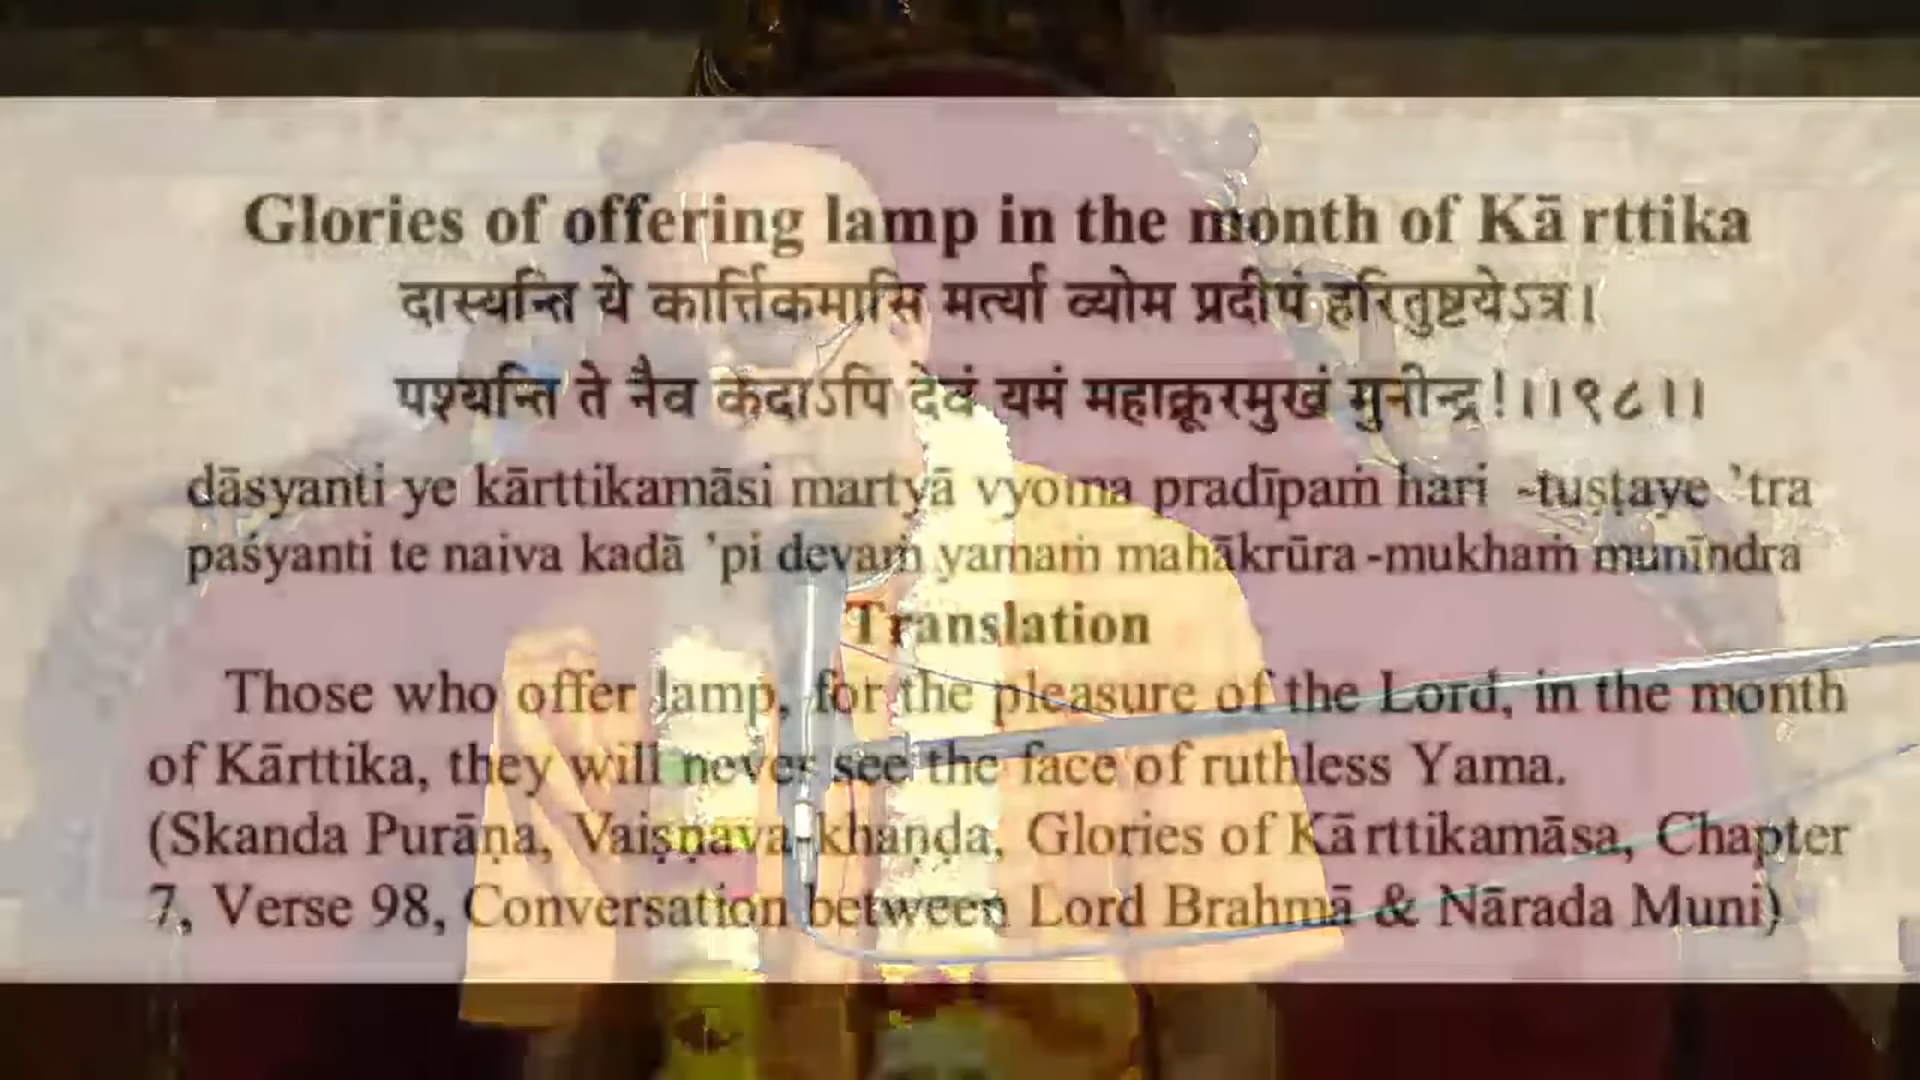 Glories of offering lamp in the month of Kā rttika
दास्यन्ति ये कार्त्तिकमासि मर्त्या व्योम प्रदीपं हरितुष्टयेऽत्र।
पश्यन्ति ते नैव कदाऽपि देवं यमं महाक्रूरमुखं मुनीन्द्र!।।९८।।
dāsyanti ye kārttikamāsi martyā vyoma pradīpaṁ hari -tuṣṭaye ’tra
paśyanti te naiva kadā ’pi devaṁ yamaṁ mahākrūra-mukhaṁ munīndra
Translation
Those who offer lamp, for the pleasure of the Lord, in the month
of Kārttika, they will never see the face of ruthless Yama.
(Skanda Purāṇa, Vaiṣṇava-khaṇḍa, Glories of Kārttikamāsa, Chapter
7, Verse 98, Conversation between Lord Brahmā & Nārada Muni)